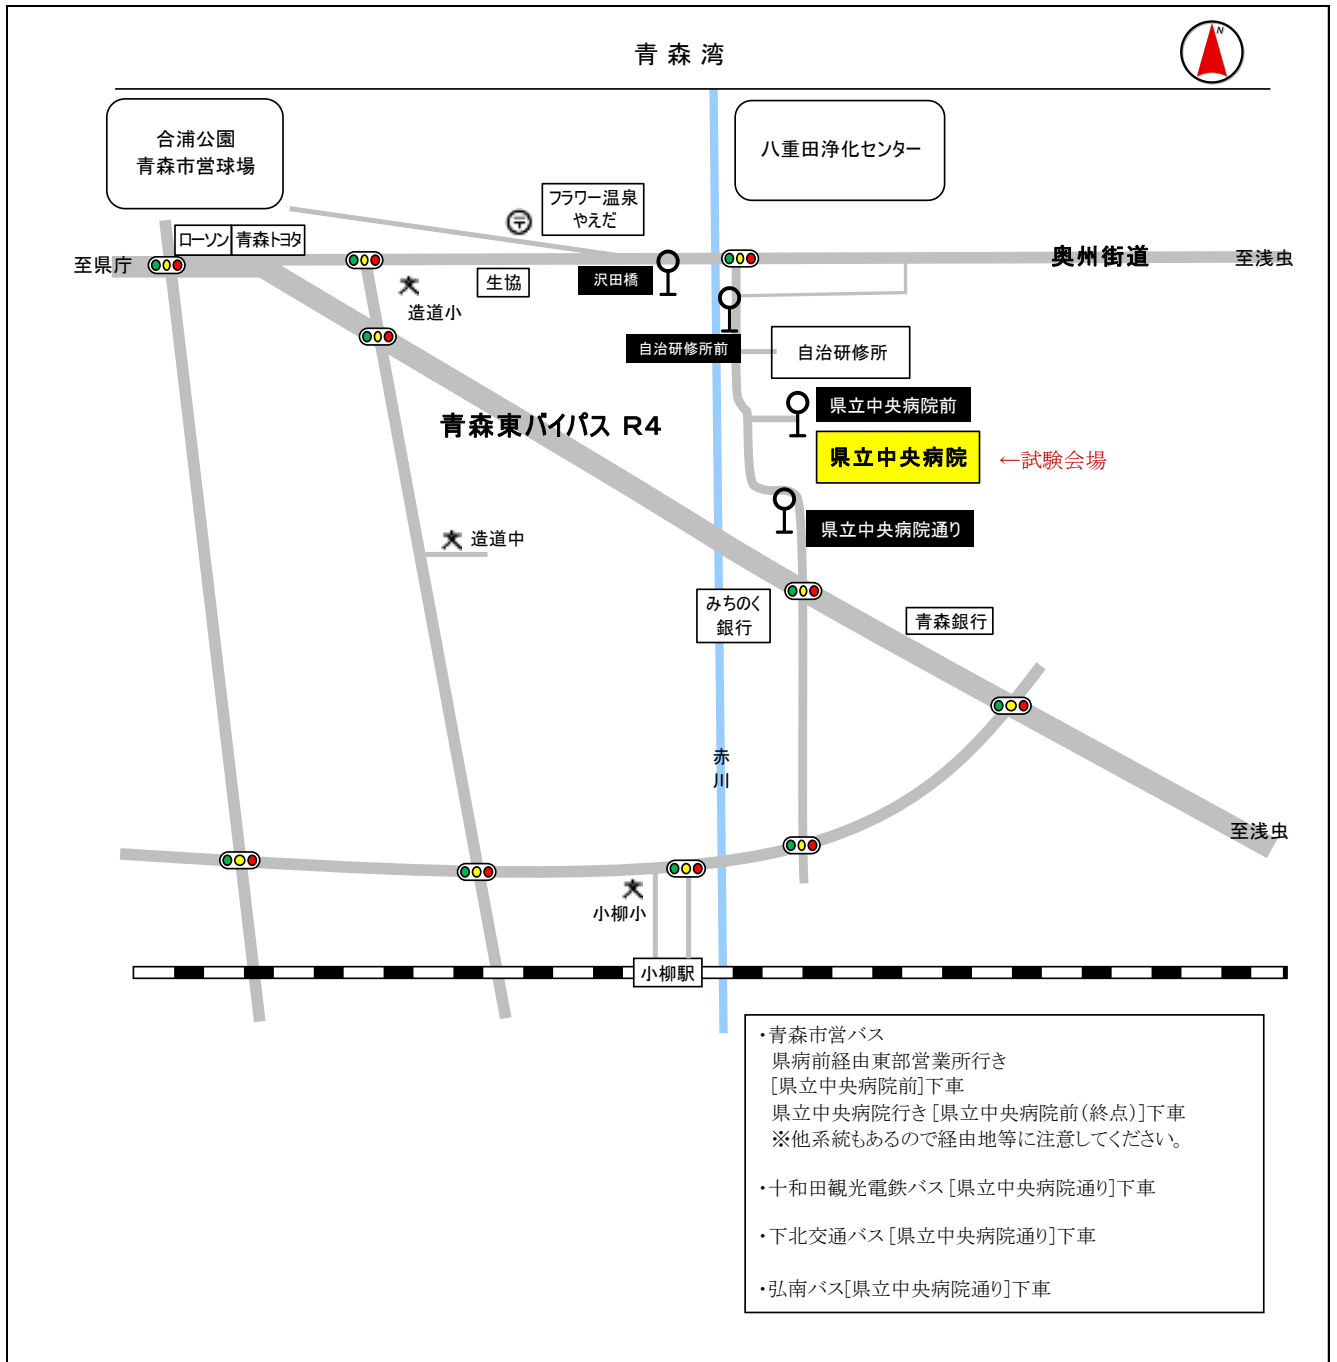 青森湾
N
合浦公園
青森市営球場
八重田浄化センター
フラワー温泉
やえだ
〒
ローソン
青森トヨタ
至県庁
奥州街道
至浅虫
生協
沢田橋
造道小
自治研修所前
自治研修所
県立中央病院前
青森東バイパス R4
県立中央病院
←試験会場
県立中央病院通り
造道中
みちのく
銀行
青森銀行
赤
川
至浅虫
小柳小
小柳駅
・青森市営バス
県病前経由東部営業所行き
[県立中央病院前]下車
県立中央病院行き[県立中央病院前(終点)]下車
※他系統もあるので経由地等に注意してください。
・十和田観光電鉄バス[県立中央病院通り]下車
・下北交通バス[県立中央病院通り]下車
・弘南バス[県立中央病院通り]下車